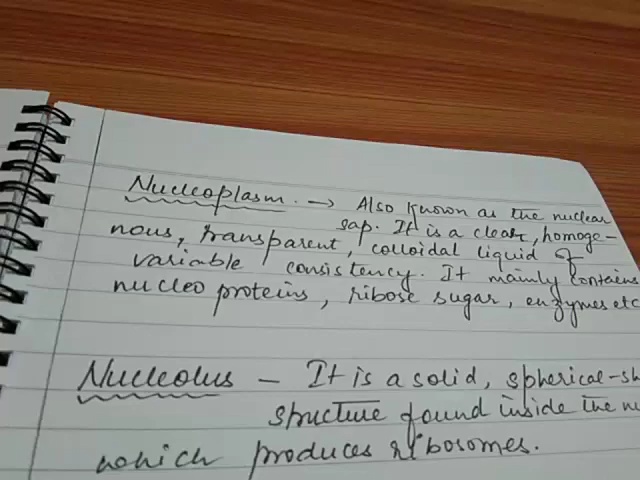 Nucleoplasm. → Also known as the nuclear
sap. It is a clear, homoge-
nous, transparent, colloidal liquid of
variable consistency. It mainly contains
nucleo proteins, ribose sugar, enzymes etc
Nucleolus - It is a solid, spherical-sh
structure found inside the nu
which produces ribosomes.